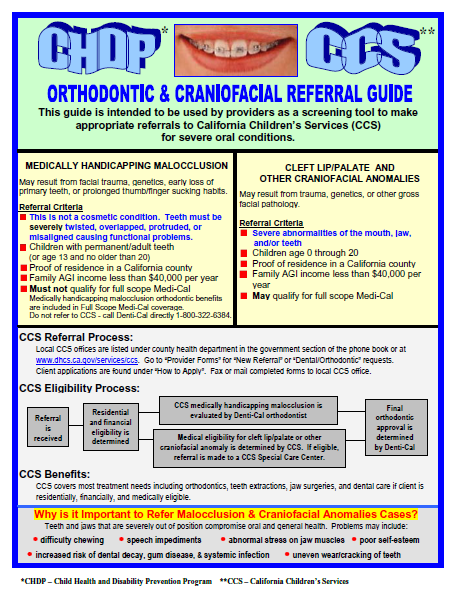 CHDP* CCS**
ORTHODONTIC & CRANIOFACIAL REFERRAL GUIDE
This guide is intended to be used by providers as a screening tool to make
appropriate referrals to California Children's Services (CCS)
for severe oral conditions.
MEDICALLY HANDICAPPING MALOCCLUSION
May result from facial trauma, genetics, early loss of
primary teeth, or prolonged thumb/finger sucking habits.
Referral Criteria
This is not a cosmetic condition. Teeth must be
severely twisted, overlapped, protruded, or
misaligned causing functional problems.
Children with permanent/adult teeth
(or age 13 and no older than 20)
Proof of residence in a California county
Family AGI income less than $40,000 per year
Must not qualify for full scope Medi-Cal
Medically handicapping malocclusion orthodontic benefits
are included in Full Scope Medi-Cal coverage.
Do not refer to CCS - call Denti-Cal directly 1-800-322-6384.
CLEFT LIP/PALATE AND
OTHER CRANIOFACIAL ANOMALIES
May result from trauma, genetics, or other gross
facial pathology.
Referral Criteria
Severe abnormalities of the mouth, jaw,
and/or teeth
Children age 0 through 20
Proof of residence in a California county
Family AGI income less than $40,000 per
year
May qualify for full scope Medi-Cal
CCS Referral Process:
Local CCS offices are listed under county health department in the government section of the phone book or at
www.dhcs.ca.gov/services/ccs. Go to "Provider Forms" for "New Referral" or "Dental/Orthodontic" requests.
Client applications are found under "How to Apply". Fax or mail completed forms to local CCS office.
CCS Eligibility Process:
Referral
is
received
Residential
and financial
eligibility is
determined
CCS medically handicapping malocclusion is
evaluated by Denti-Cal orthodontist
Medical eligibility for cleft lip/palate or other
craniofacial anomaly is determined by CCS. If eligible,
referral is made to a CCS Special Care Center.
Final
orthodontic
approval is
determined
by Denti-Cal
CCS Benefits:
CCS covers most treatment needs including orthodontics, teeth extractions, jaw surgeries, and dental care if client is
residentially, financially, and medically eligible.
Why is it Important to Refer Malocclusion & Craniofacial Anomalies Cases?
Teeth and jaws that are severely out of position compromise oral and general health. Problems may include:
• difficulty chewing • speech impediments • abnormal stress on jaw muscles • poor self-esteem
• increased risk of dental decay, gum disease, & systemic infection • uneven wear/cracking of teeth
*CHDP – Child Health and Disability Prevention Program **CCS – California Children's Services